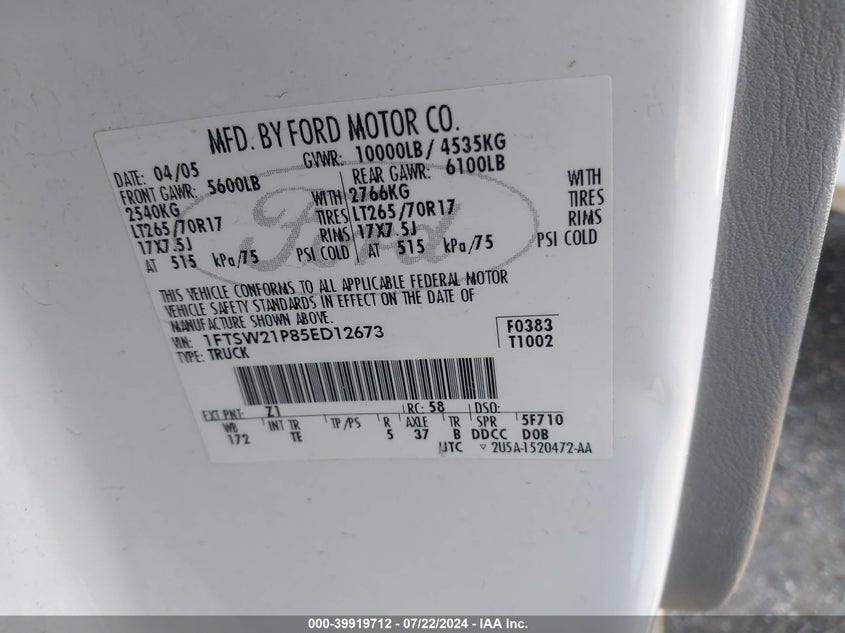 MFD. BY FORD MOTOR CO.
DATE: 04/05 GVWR: 10000LB / 4535KG
FRONT GAWR: 5600LB REAR GAWR: 6100LB
2540KG WITH 2766KG WITH
LT265/70R17 TIRES LT265/70R17 TIRES
17X7.5J RIMS 17X7.5J RIMS
AT 515 kPa/75 PSI COLD AT 515 kPa/75 PSI COLD
Ford
THIS VEHICLE CONFORMS TO ALL APPLICABLE FEDERAL MOTOR
VEHICLE SAFETY STANDARDS IN EFFECT ON THE DATE OF
MANUFACTURE SHOWN ABOVE.
VIN: 1FTSW21P85ED12673 F0383
TYPE: TRUCK T1002
EXT PNT: Z1 RC: 58 DSO:
WB INT TR TP/PS R AXLE TR SPR 5F710
172 TE 5 37 B DDCC DOB
UTC ▽ 2U5A-1520472-AA
000-39919712 - 07/22/2024 - IAA Inc.